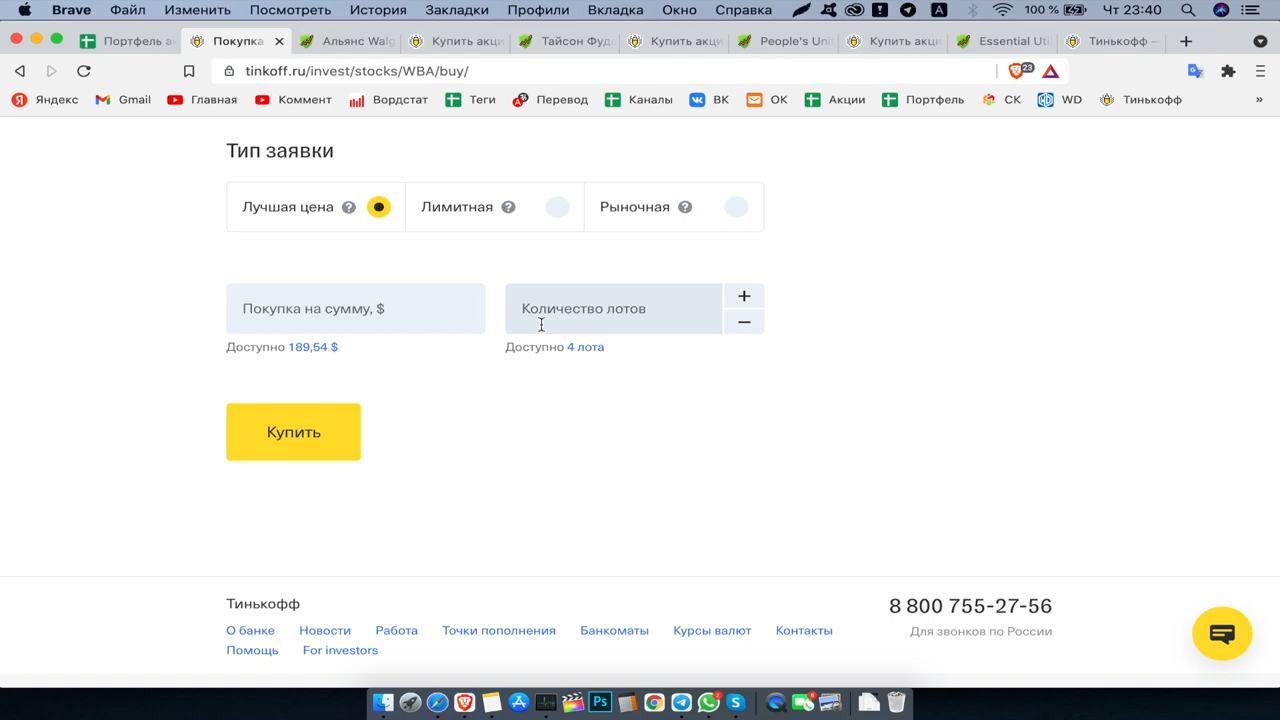 Brave Файл Изменить Посмотреть История Закладки Профили Вкладка Окно Справка A 100 % Чт 23:40
Портфель а Покупка Альянс Walg Купить акци Тайсон Фуд Купить акци People's Uni Купить акци Essential Uti Тинькофф —
tinkoff.ru/invest/stocks/WBA/buy/ 23
Яндекс Gmail Главная Коммент Вордстат Теги Перевод Каналы ВК ОК Акции Портфель СК WD Тинькофф »
Тип заявки
Лучшая цена ? Лимитная ? Рыночная ?
Покупка на сумму, $ Количество лотов + −
Доступно 189,54 $ Доступно 4 лота
Купить
Тинькофф
8 800 755-27-56
О банке Новости Работа Точки пополнения Банкоматы Курсы валют Контакты
Для звонков по России
Помощь For investors
Ps